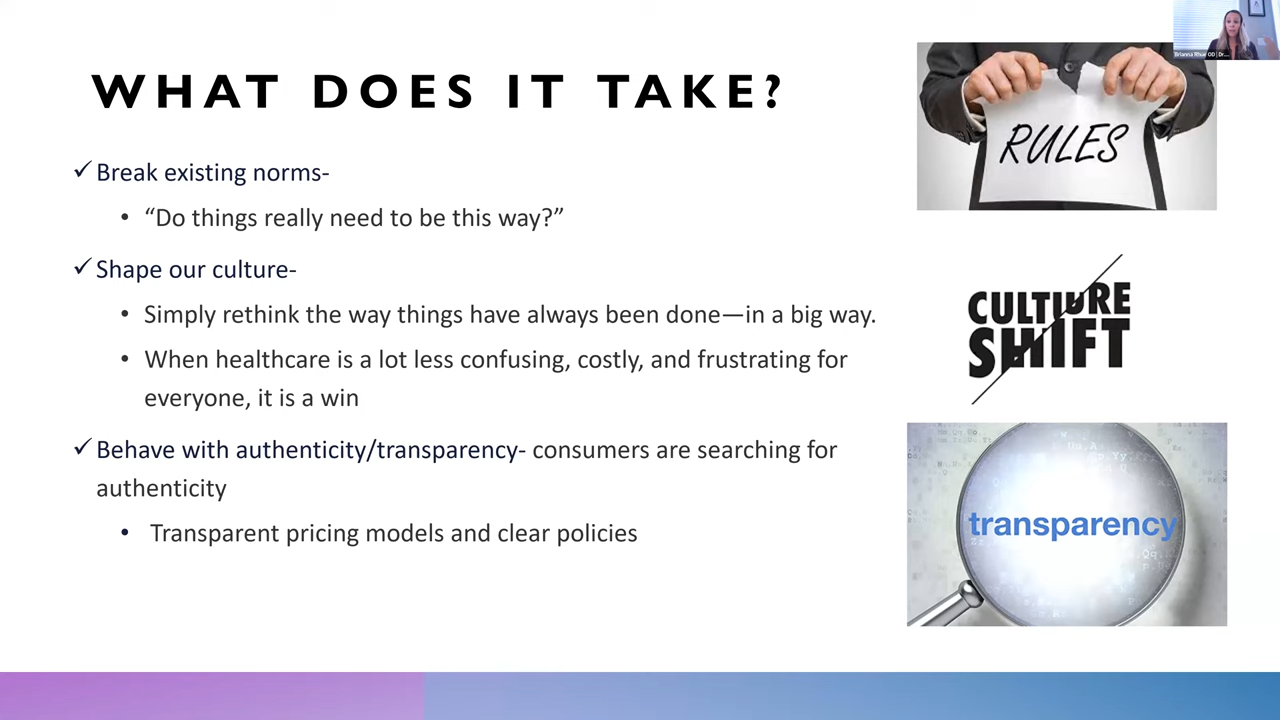 WHAT DOES IT TAKE?
Break existing norms-
“Do things really need to be this way?”
Shape our culture-
Simply rethink the way things have always been done—in a big way.
When healthcare is a lot less confusing, costly, and frustrating for
everyone, it is a win
Behave with authenticity/transparency- consumers are searching for
authenticity
Transparent pricing models and clear policies
RULES
CULTURE
SHIFT
transparency